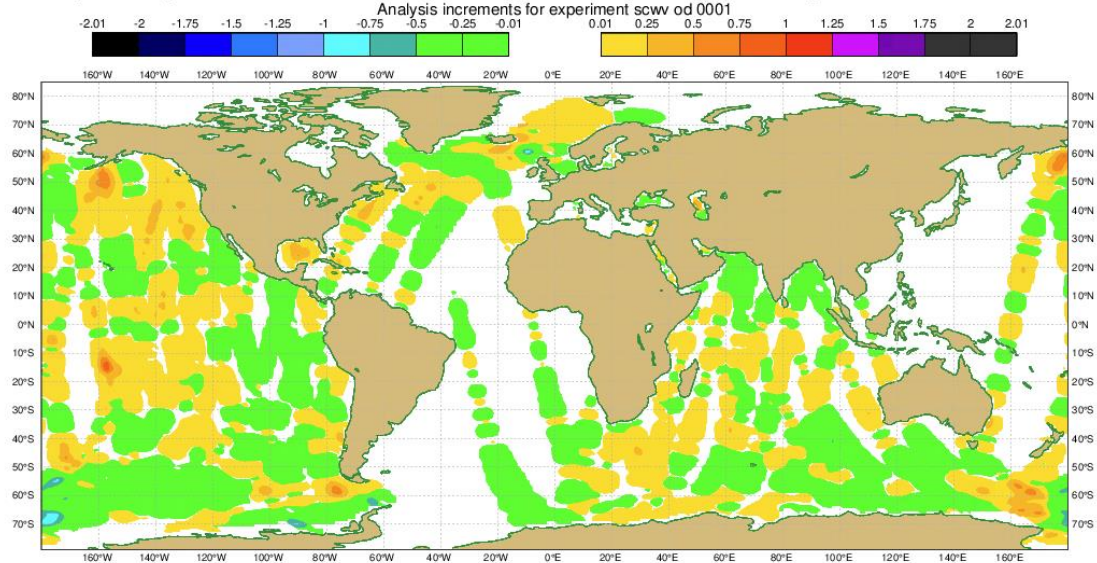 Analysis increments for experiment scwv od 0001
-2.01 -2 -1.75 -1.5 -1.25 -1 -0.75 -0.5 -0.25 -0.01 0.01 0.25 0.5 0.75 1 1.25 1.5 1.75 2 2.01
160°W 140°W 120°W 100°W 80°W 60°W 40°W 20°W 0°E 20°E 40°E 60°E 80°E 100°E 120°E 140°E 160°E
80°N 80°N
70°N 70°N
60°N 60°N
50°N 50°N
40°N 40°N
30°N 30°N
20°N 20°N
10°N 10°N
0°N 0°N
10°S 10°S
20°S 20°S
30°S 30°S
40°S 40°S
50°S 50°S
60°S 60°S
70°S 70°S
160°W 140°W 120°W 100°W 80°W 60°W 40°W 20°W 0°E 20°E 40°E 60°E 80°E 100°E 120°E 140°E 160°E